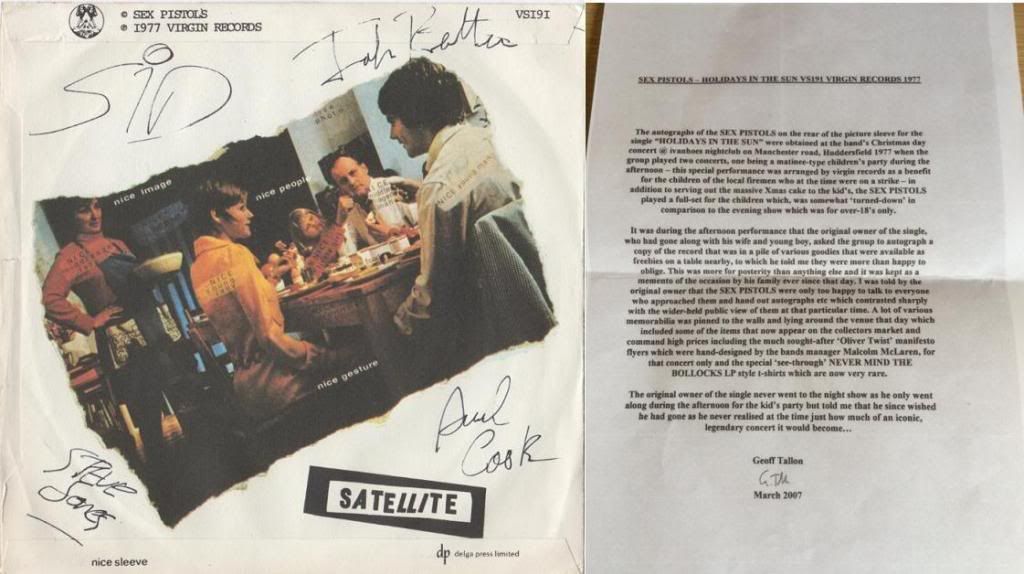 ℗ SEX PISTOLS ©
© 1977 VIRGIN RECORDS
VS191
SiD
Joh Rotten
nice image
nice people
nice gesture
Paul
Cook
STEVE
Jones
SATELLITE
nice sleeve
dp delga press limited
SEX PISTOLS – HOLIDAYS IN THE SUN VS191 VIRGIN RECORDS 1977
The autographs of the SEX PISTOLS on the rear of the picture sleeve for the
single "HOLIDAYS IN THE SUN" were obtained at the band's Christmas day
concert @ ivanhoes nightclub on Manchester road, Huddersfield 1977 when the
group played two concerts, one being a matinee-type children's party during the
afternoon – this special performance was arranged by virgin records as a benefit
for the children of the local firemen who at the time were on a strike – in
addition to serving out the massive Xmas cake to the kid's, the SEX PISTOLS
played a full-set for the children which, was somewhat 'turned-down' in
comparison to the evening show which was for over-18's only.
It was during the afternoon performance that the original owner of the single,
who had gone along with his wife and young boy, asked the group to autograph a
copy of the record that was in a pile of various goodies that were available as
freebies on a table nearby, to which he told me they were more than happy to
oblige. This was more for posterity than anything else and it was kept as a
memento of the occasion by his family ever since that day. I was told by the
original owner that the SEX PISTOLS were only too happy to talk to everyone
who approached them and hand out autographs etc which contrasted sharply
with the wider-held public view of them at that particular time. A lot of various
memorabilia was pinned to the walls and lying around the venue that day which
included some of the items that now appear on the collectors market and
command high prices including the much sought-after 'Oliver Twist' manifesto
flyers which were hand-designed by the bands manager Malcolm McLaren, for
that concert only and the special 'see-through' NEVER MIND THE
BOLLOCKS LP style t-shirts which are now very rare.
The original owner of the single never went to the night show as he only went
along during the afternoon for the kid's party but told me that he since wished
he had gone as he never realised at the time just how much of an iconic,
legendary concert it would become...
Geoff Tallon
March 2007